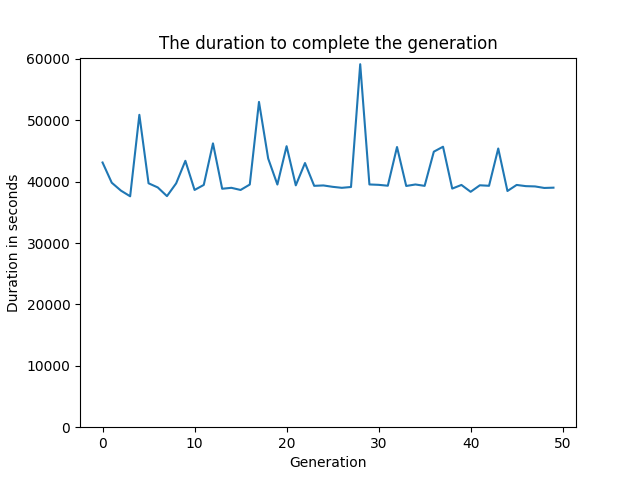 The duration to complete the generation
60000
50000
40000
30000
20000
10000
0
Duration in seconds
0 10 20 30 40 50
Generation